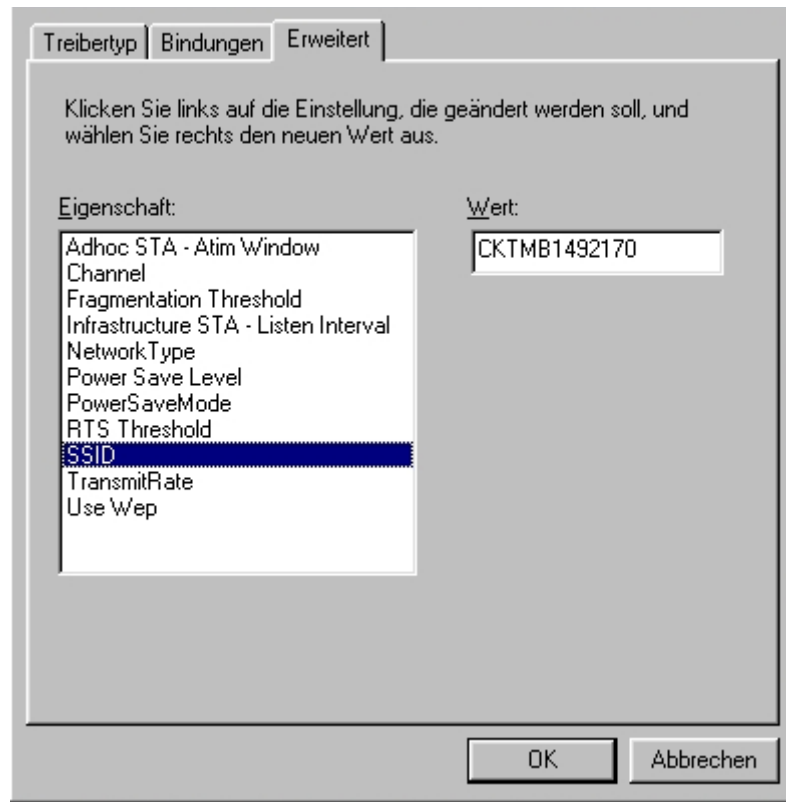 Treibertyp Bindungen Erweitert
Klicken Sie links auf die Einstellung, die geändert werden soll, und
wählen Sie rechts den neuen Wert aus.
Eigenschaft:
Adhoc STA - Atim Window
Channel
Fragmentation Threshold
Infrastructure STA - Listen Interval
NetworkType
Power Save Level
PowerSaveMode
RTS Threshold
SSID
TransmitRate
Use Wep
Wert:
CKTMB1492170
OK Abbrechen